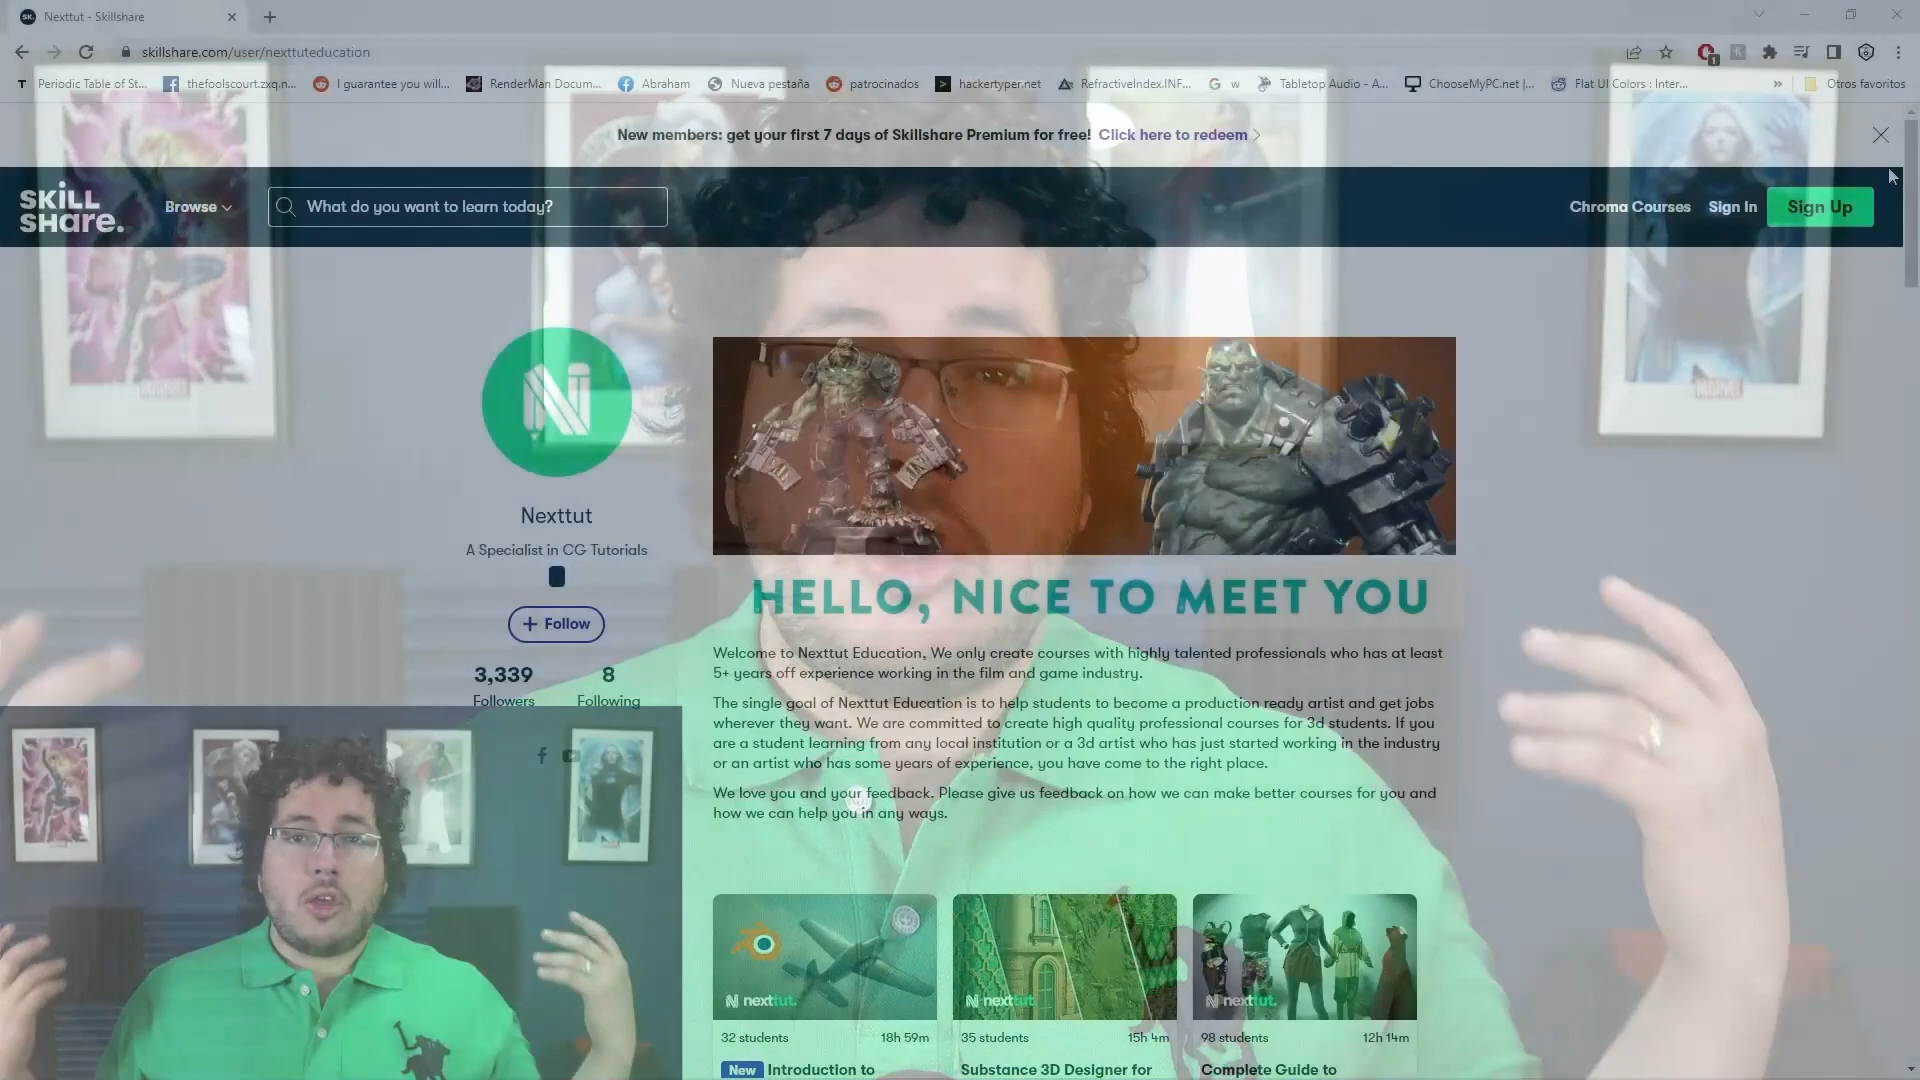 Nexttut - Skillshare
skillshare.com/user/nexttuteducation
Periodic Table of St... thefoolscourt.zxq.n... I guarantee you will... RenderMan Docum... Abraham Nueva pestaña patrocinados hackertyper.net RefractiveIndex.INF... w Tabletop Audio - A... ChooseMyPC.net |... Flat UI Colors : Inter... » Otros favoritos
New members: get your first 7 days of Skillshare Premium for free! Click here to redeem
SKILL
SHare.
Browse
What do you want to learn today?
Chroma Courses Sign In Sign Up
Nexttut
A Specialist in CG Tutorials
+ Follow
3,339 8
Followers Following
HELLO, NICE TO MEET YOU
Welcome to Nexttut Education, We only create courses with highly talented professionals who has at least
5+ years off experience working in the film and game industry.
The single goal of Nexttut Education is to help students to become a production ready artist and get jobs
wherever they want. We are committed to create high quality professional courses for 3d students. If you
are a student learning from any local institution or a 3d artist who has just started working in the industry
or an artist who has some years of experience, you have come to the right place.
We love you and your feedback. Please give us feedback on how we can make better courses for you and
how we can help you in any ways.
nexttut. nexttut nexttut.
32 students 18h 59m
35 students 15h 4m
98 students 12h 14m
New Introduction to
Substance 3D Designer for
Complete Guide to